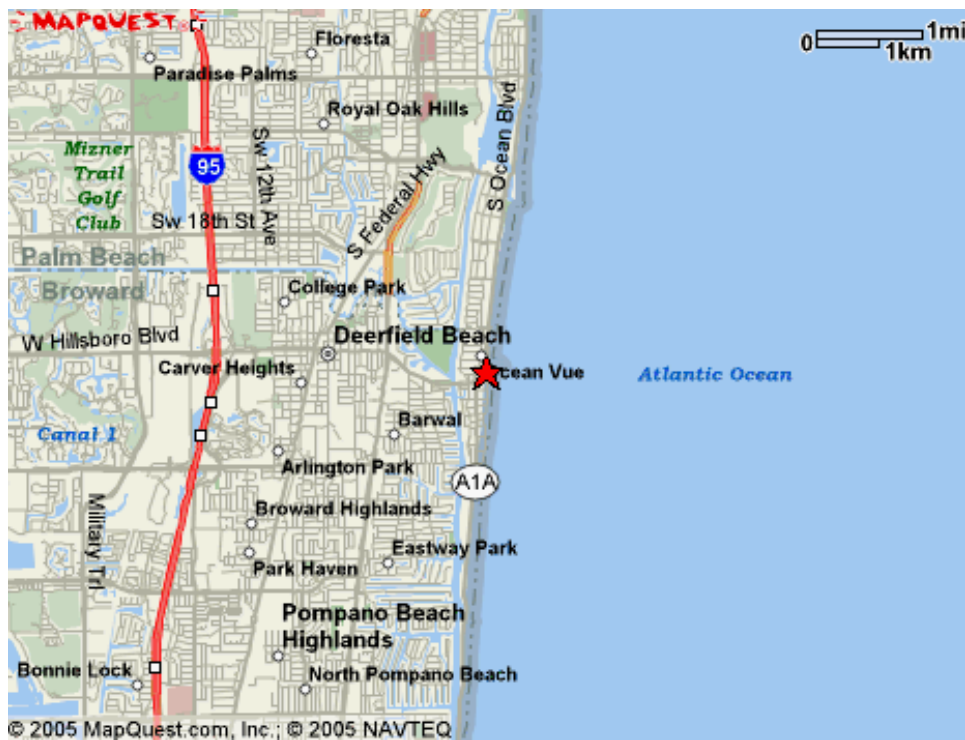 MAPQUEST
Floresta
0 1mi
1km
Paradise Palms
Royal Oak Hills
S Ocean Blvd
Mizner
Trail
Golf
Club
95
Sw 12th Ave
S Federal Hwy
Sw 18th St
Palm Beach
Broward
College Park
W Hillsboro Blvd
Deerfield Beach
Carver Heights
cean Vue
Atlantic Ocean
Barwal
Canal 1
Arlington Park
A1A
Military Trl
Broward Highlands
Eastway Park
Park Haven
Pompano Beach
Highlands
Bonnie Lock
North Pompano Beach
© 2005 MapQuest.com, Inc.; © 2005 NAVTEQ